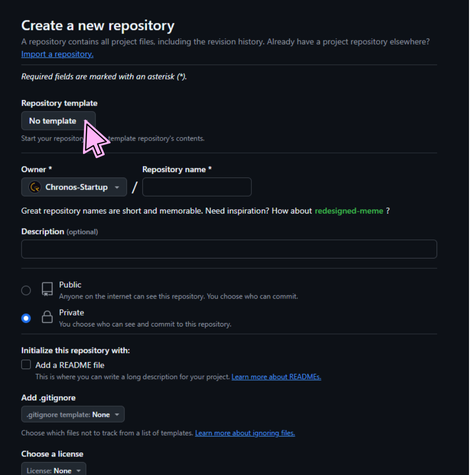 Create a new repository
A repository contains all project files, including the revision history. Already have a project repository elsewhere?
Import a repository.
Required fields are marked with an asterisk (*).
Repository template
No template
Start your repository template repository's contents.
Owner *
Repository name *
Chronos-Startup
/
Great repository names are short and memorable. Need inspiration? How about redesigned-meme ?
Description (optional)
Public
Anyone on the internet can see this repository. You choose who can commit.
Private
You choose who can see and commit to this repository.
Initialize this repository with:
Add a README file
This is where you can write a long description for your project. Learn more about READMEs.
Add .gitignore
.gitignore template: None
Choose which files not to track from a list of templates. Learn more about ignoring files.
Choose a license
License: None